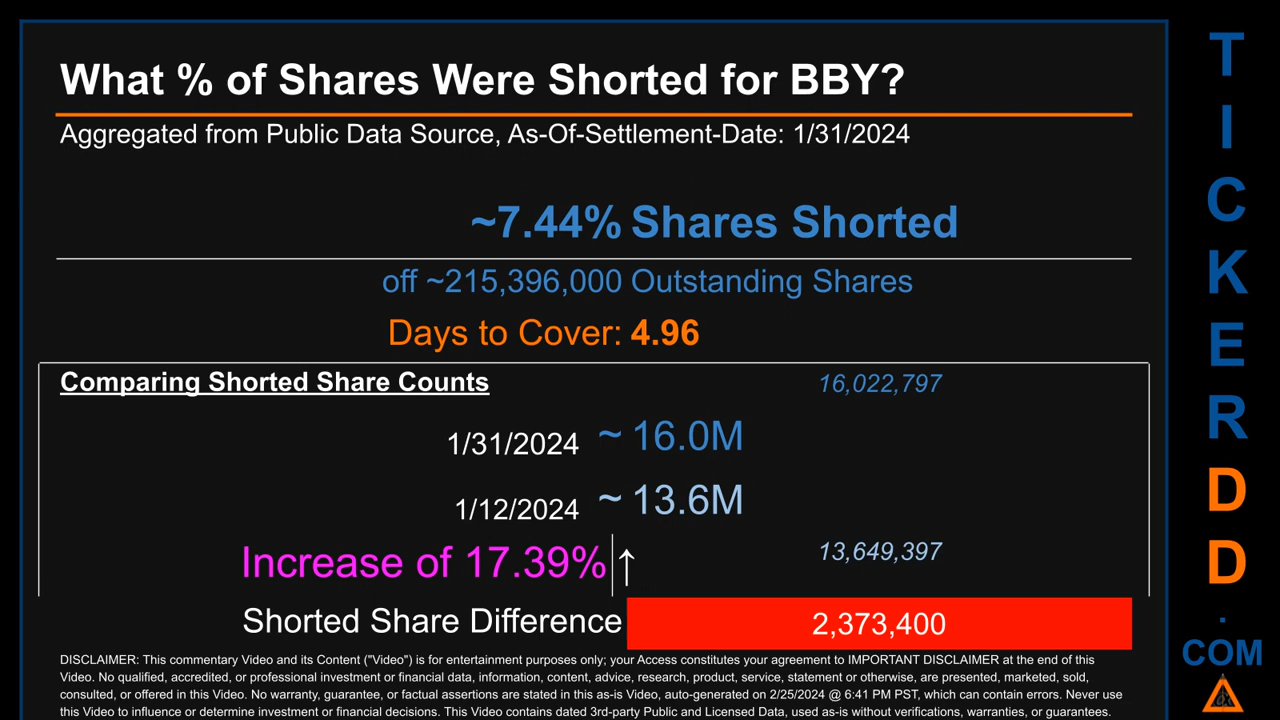 What % of Shares Were Shorted for BBY?
Aggregated from Public Data Source, As-Of-Settlement-Date: 1/31/2024
~7.44% Shares Shorted
off ~215,396,000 Outstanding Shares
Days to Cover: 4.96
Comparing Shorted Share Counts
16,022,797
1/31/2024 ~ 16.0M
1/12/2024 ~ 13.6M
Increase of 17.39% ↑
13,649,397
Shorted Share Difference 2,373,400
DISCLAIMER: This commentary Video and its Content ("Video") is for entertainment purposes only; your Access constitutes your agreement to IMPORTANT DISCLAIMER at the end of this
Video. No qualified, accredited, or professional investment or financial data, information, content, advice, research, product, service, statement or otherwise, are presented, marketed, sold,
consulted, or offered in this Video. No warranty, guarantee, or factual assertions are stated in this as-is Video, auto-generated on 2/25/2024 @ 6:41 PM PST, which can contain errors. Never use
this Video to influence or determine investment or financial decisions. This Video contains dated 3rd-party Public and Licensed Data, used as-is without verifications, warranties, or guarantees.
TICKERDD.COM